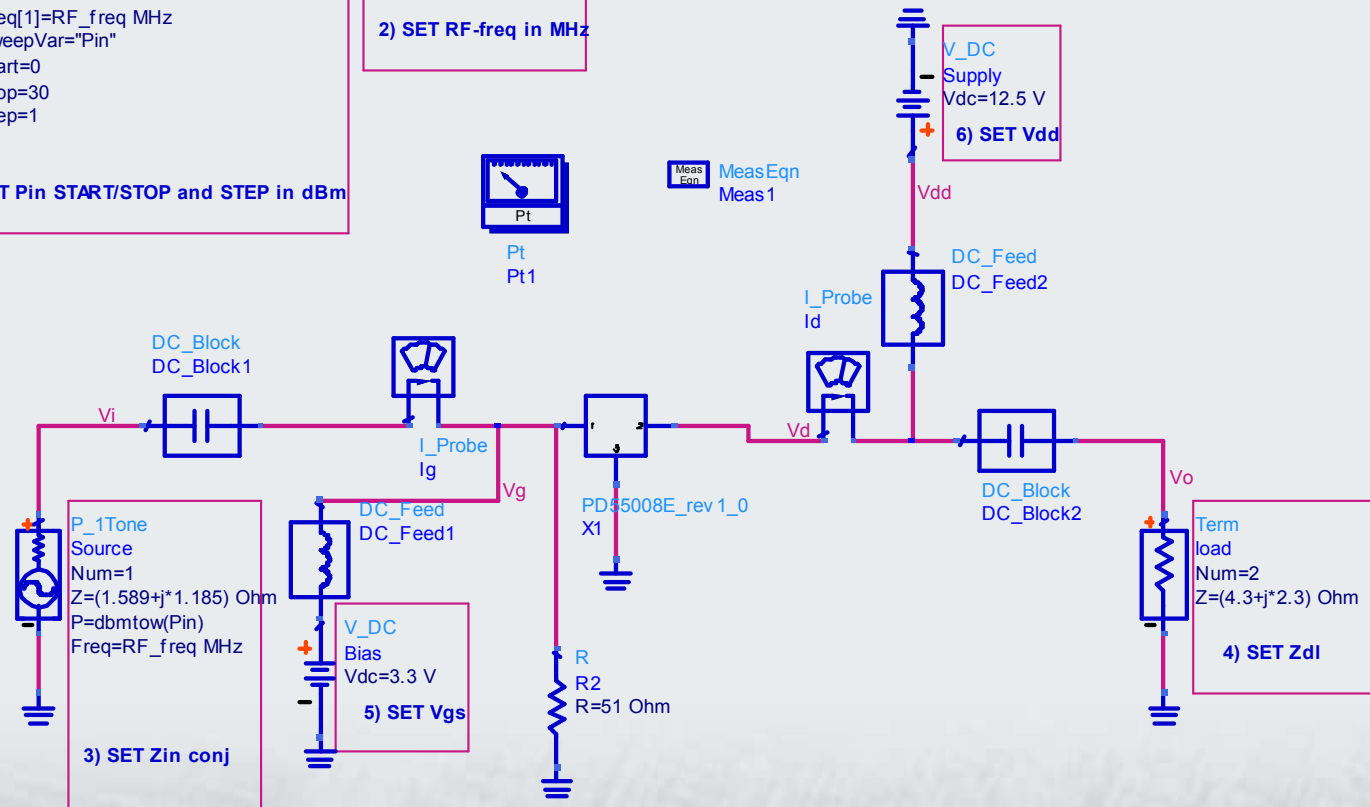 eq[1]=RF_freq MHz
weepVar="Pin"
art=0
op=30
ep=1
T Pin START/STOP and STEP in dBm
2) SET RF-freq in MHz
V_DC
Supply
Vdc=12.5 V
6) SET Vdd
Pt
Pt
Pt1
Meas
Eqn
MeasEqn
Meas1
Vdd
DC_Feed
DC_Feed2
I_Probe
Id
DC_Block
DC_Block1
Vi
I_Probe
Ig
Vg
1
2
3
PD55008E_rev1_0
X1
Vd
DC_Block
DC_Block2
Vo
P_1Tone
Source
Num=1
Z=(1.589+j*1.185) Ohm
P=dbmtow(Pin)
Freq=RF_freq MHz
3) SET Zin conj
DC_Feed
DC_Feed1
V_DC
Bias
Vdc=3.3 V
5) SET Vgs
R
R2
R=51 Ohm
Term
load
Num=2
Z=(4.3+j*2.3) Ohm
4) SET Zdl